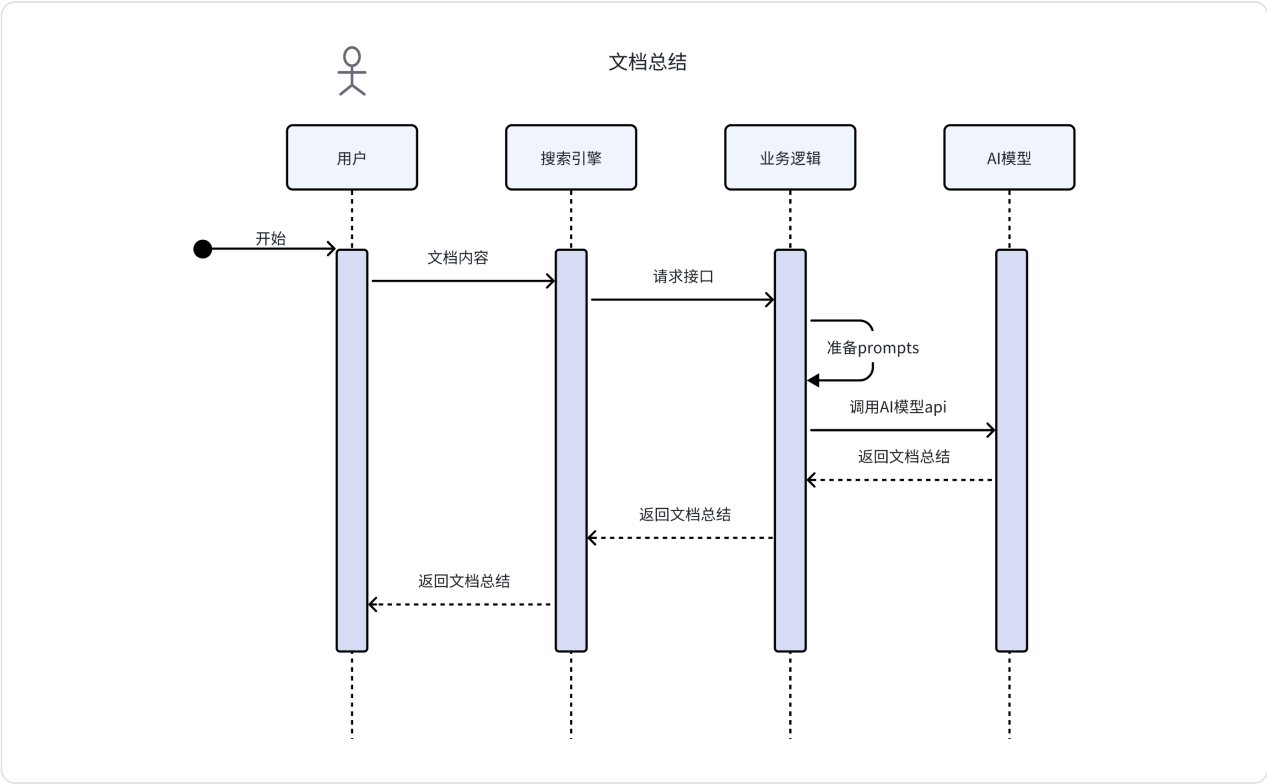 文档总结
用户
搜索引擎
业务逻辑
AI模型
开始
文档内容
请求接口
准备prompts
调用AI模型api
返回文档总结
返回文档总结
返回文档总结